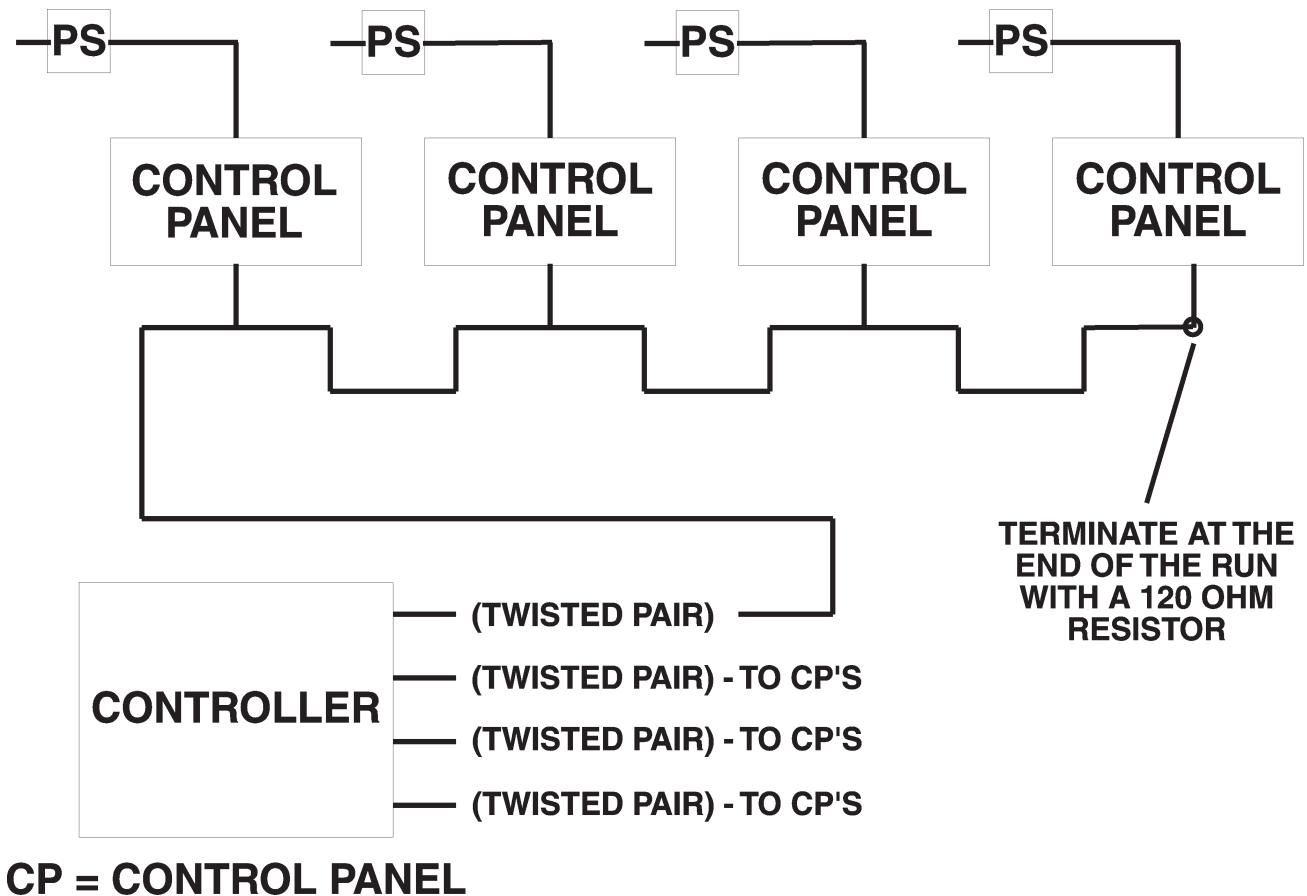 PS
PS
PS
PS
CONTROL
PANEL
CONTROL
PANEL
CONTROL
PANEL
CONTROL
PANEL
TERMINATE AT THE
END OF THE RUN
WITH A 120 OHM
RESISTOR
CONTROLLER
(TWISTED PAIR)
(TWISTED PAIR) - TO CP'S
(TWISTED PAIR) - TO CP'S
(TWISTED PAIR) - TO CP'S
CP = CONTROL PANEL